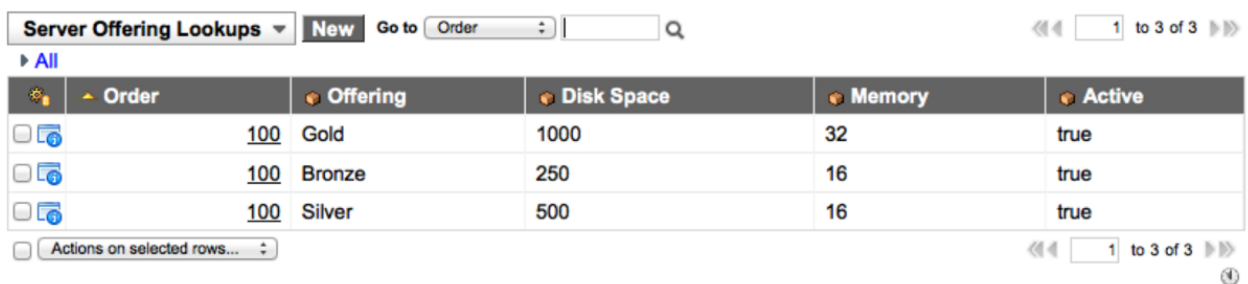 Server Offering Lookups New Go to Order 1 to 3 of 3
All
Order Offering Disk Space Memory Active
100 Gold 1000 32 true
100 Bronze 250 16 true
100 Silver 500 16 true
Actions on selected rows... 1 to 3 of 3